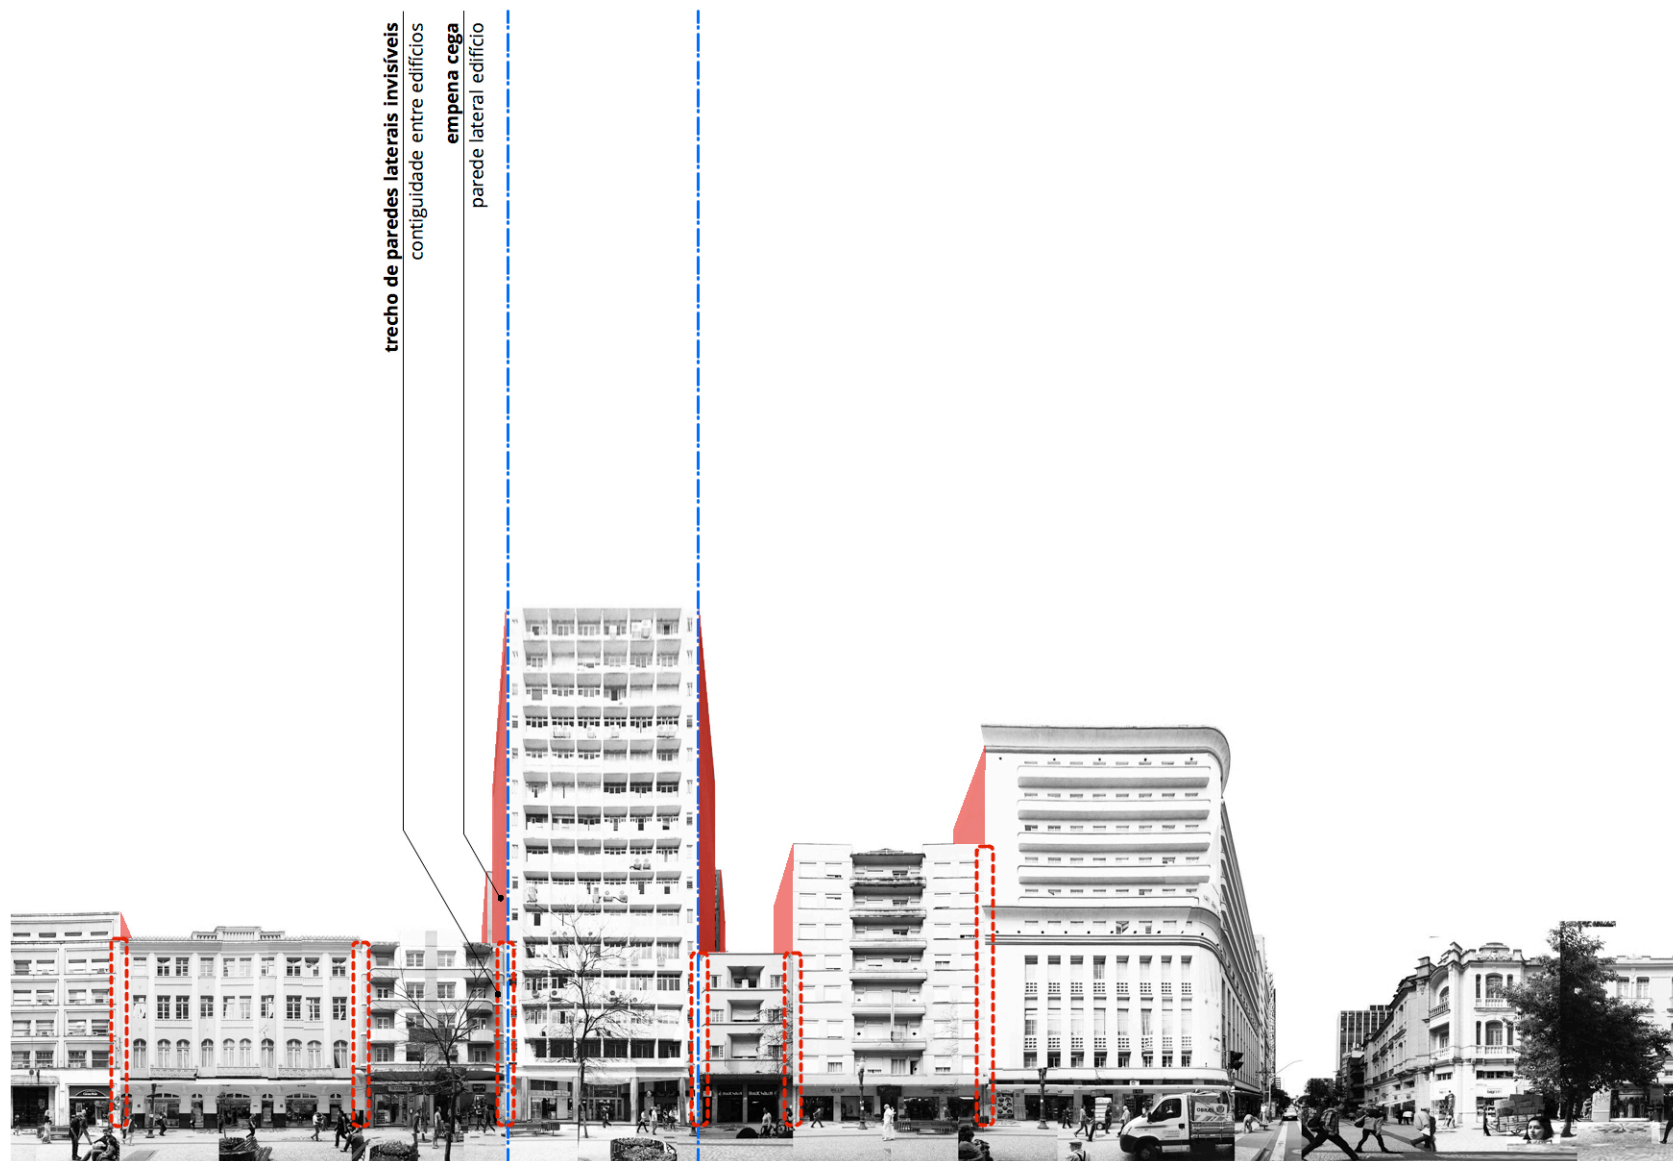 trecho de paredes laterais invisíveis
contiguidade entre edifícios
empena cega
parede lateral edifício